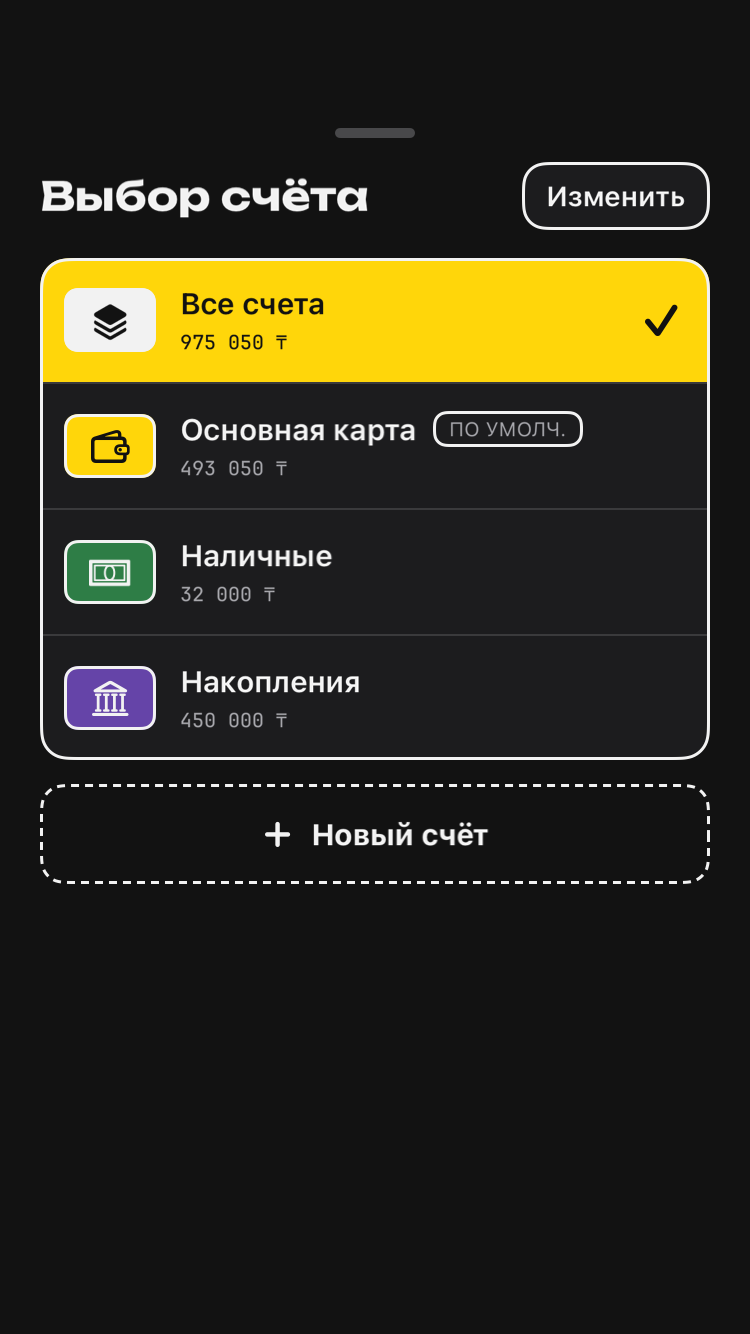 Выбор счёта
Изменить
Все счета
975 050 ₸
Основная карта
ПО УМОЛЧ.
493 050 ₸
Наличные
32 000 ₸
Накопления
450 000 ₸
+ Новый счёт